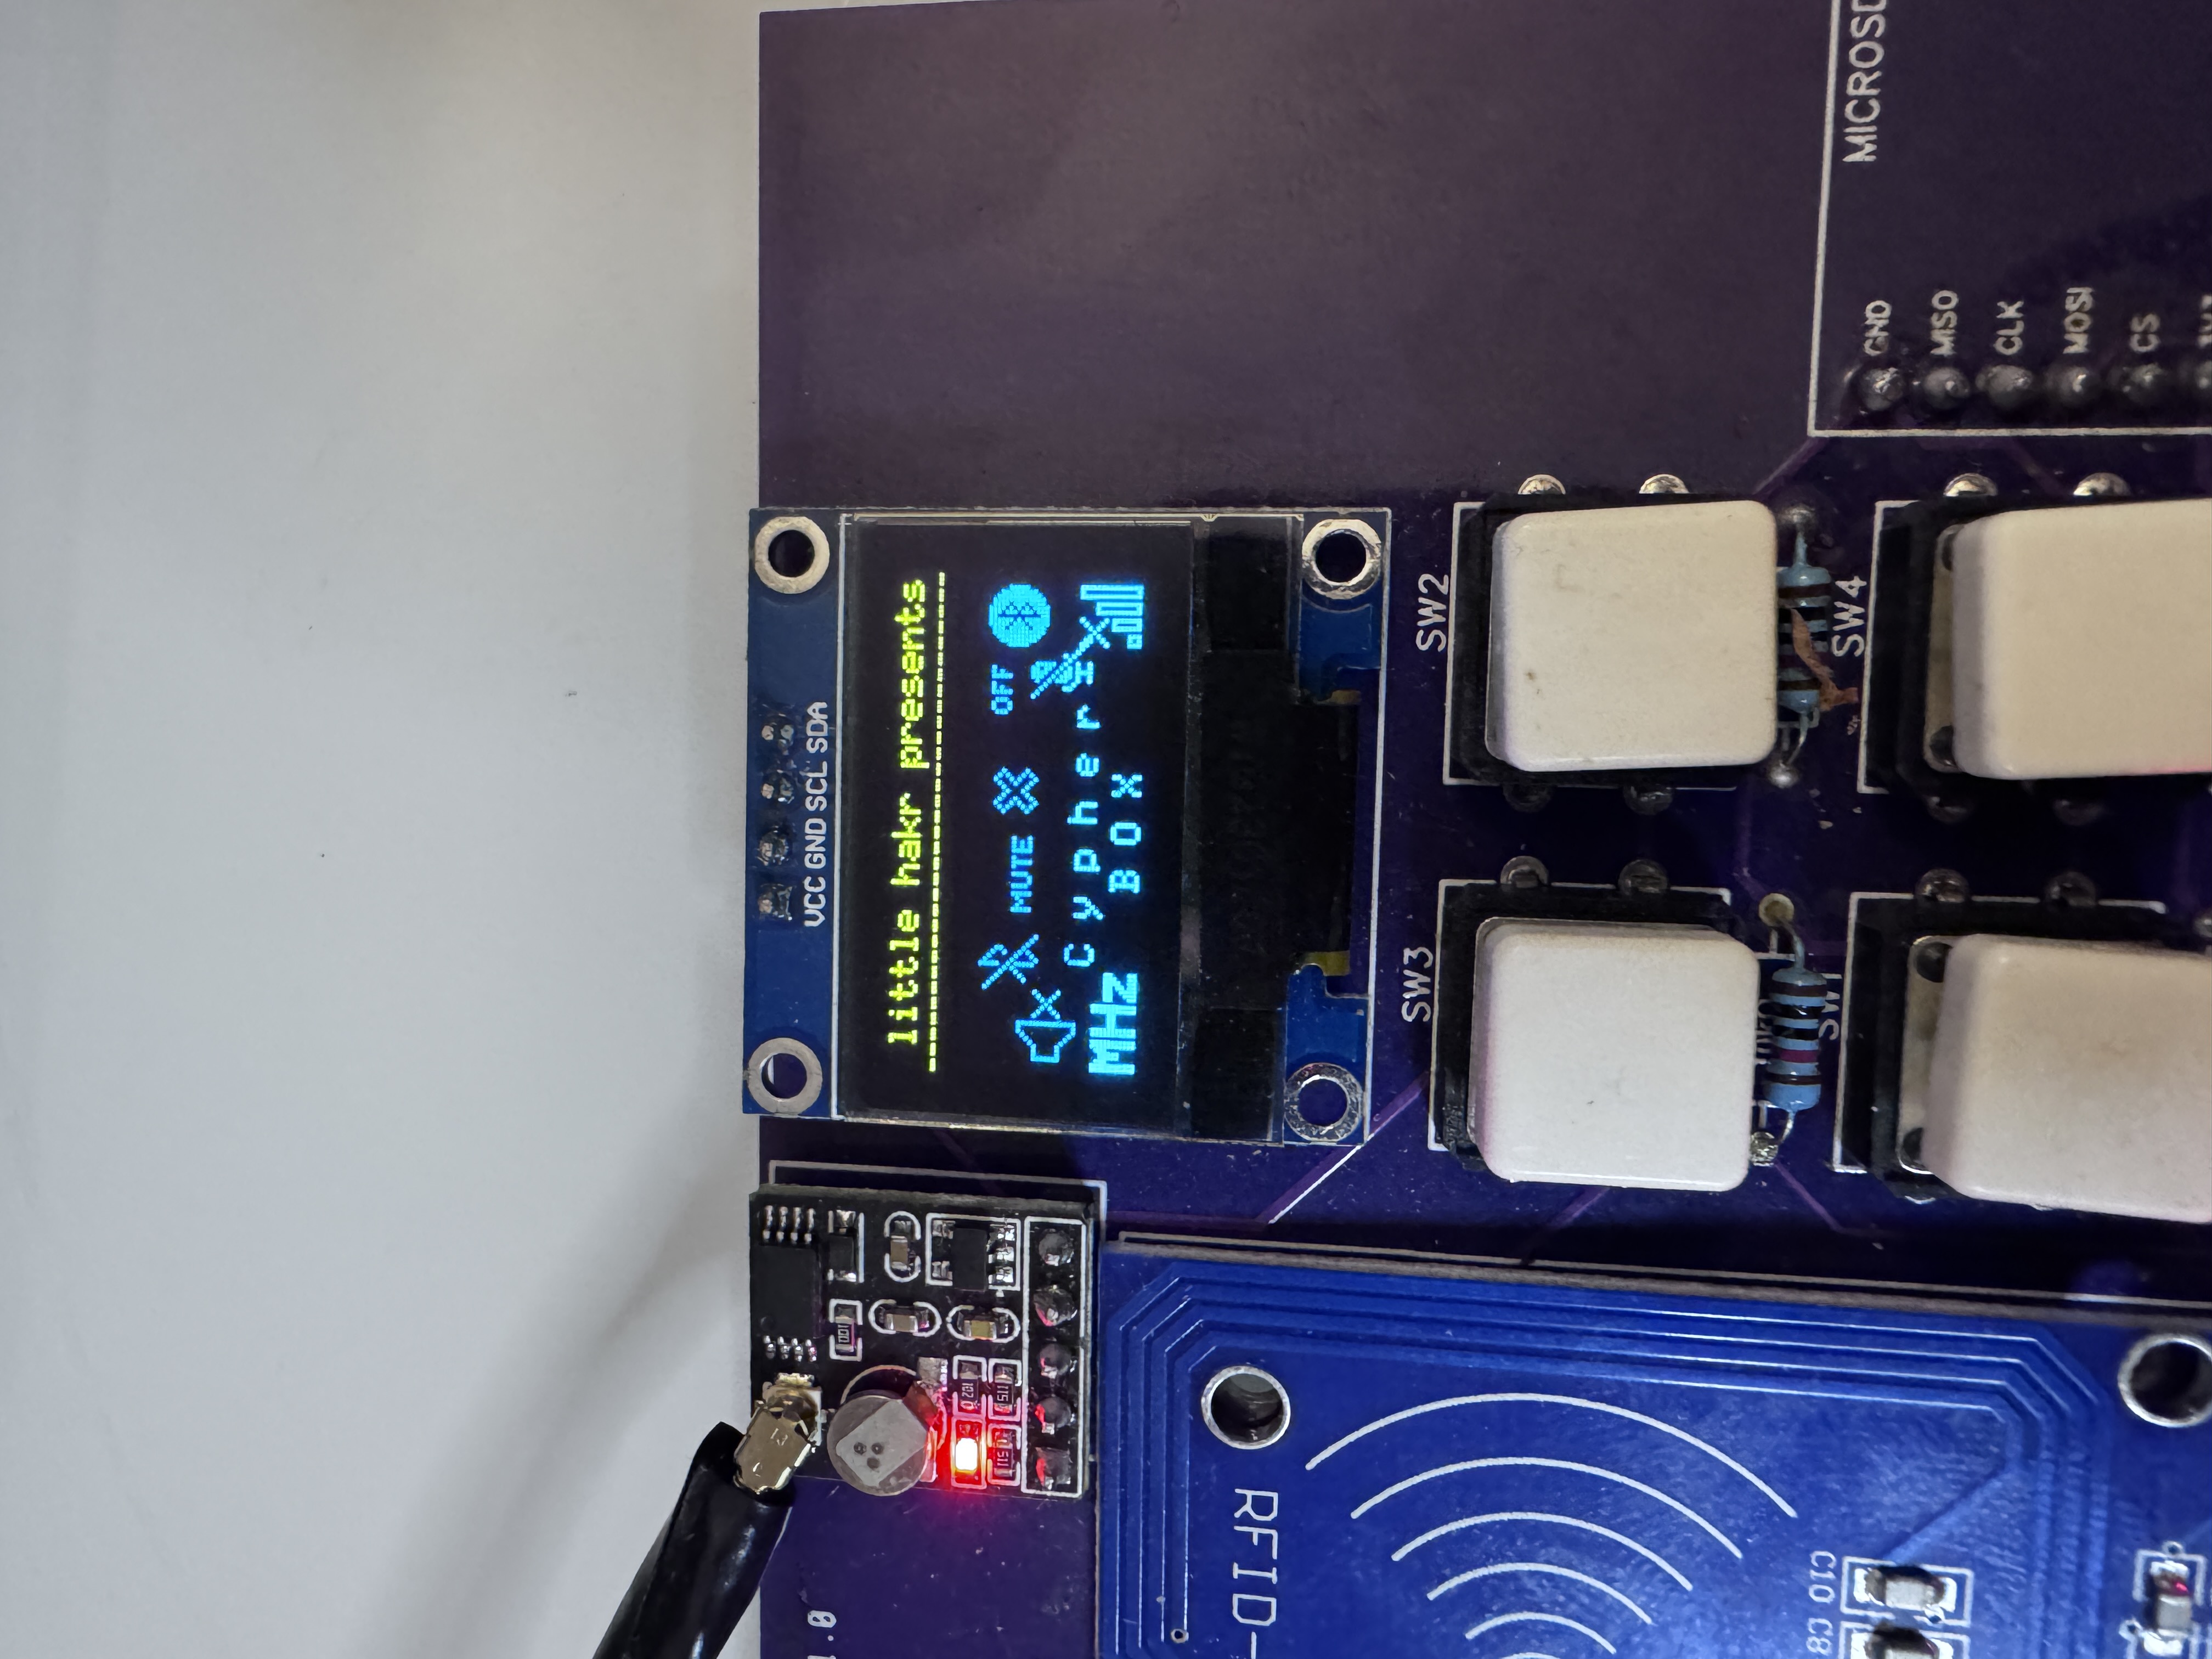 1.0
VCC GND SCL SDA
little hakr presents
MUTE
OFF
Cypher
MHz
BOX
RFID-
SW3
SW2
SW1
SW4
C8
C10
MICROSD
GND
MISO
CLK
MOSI
CS